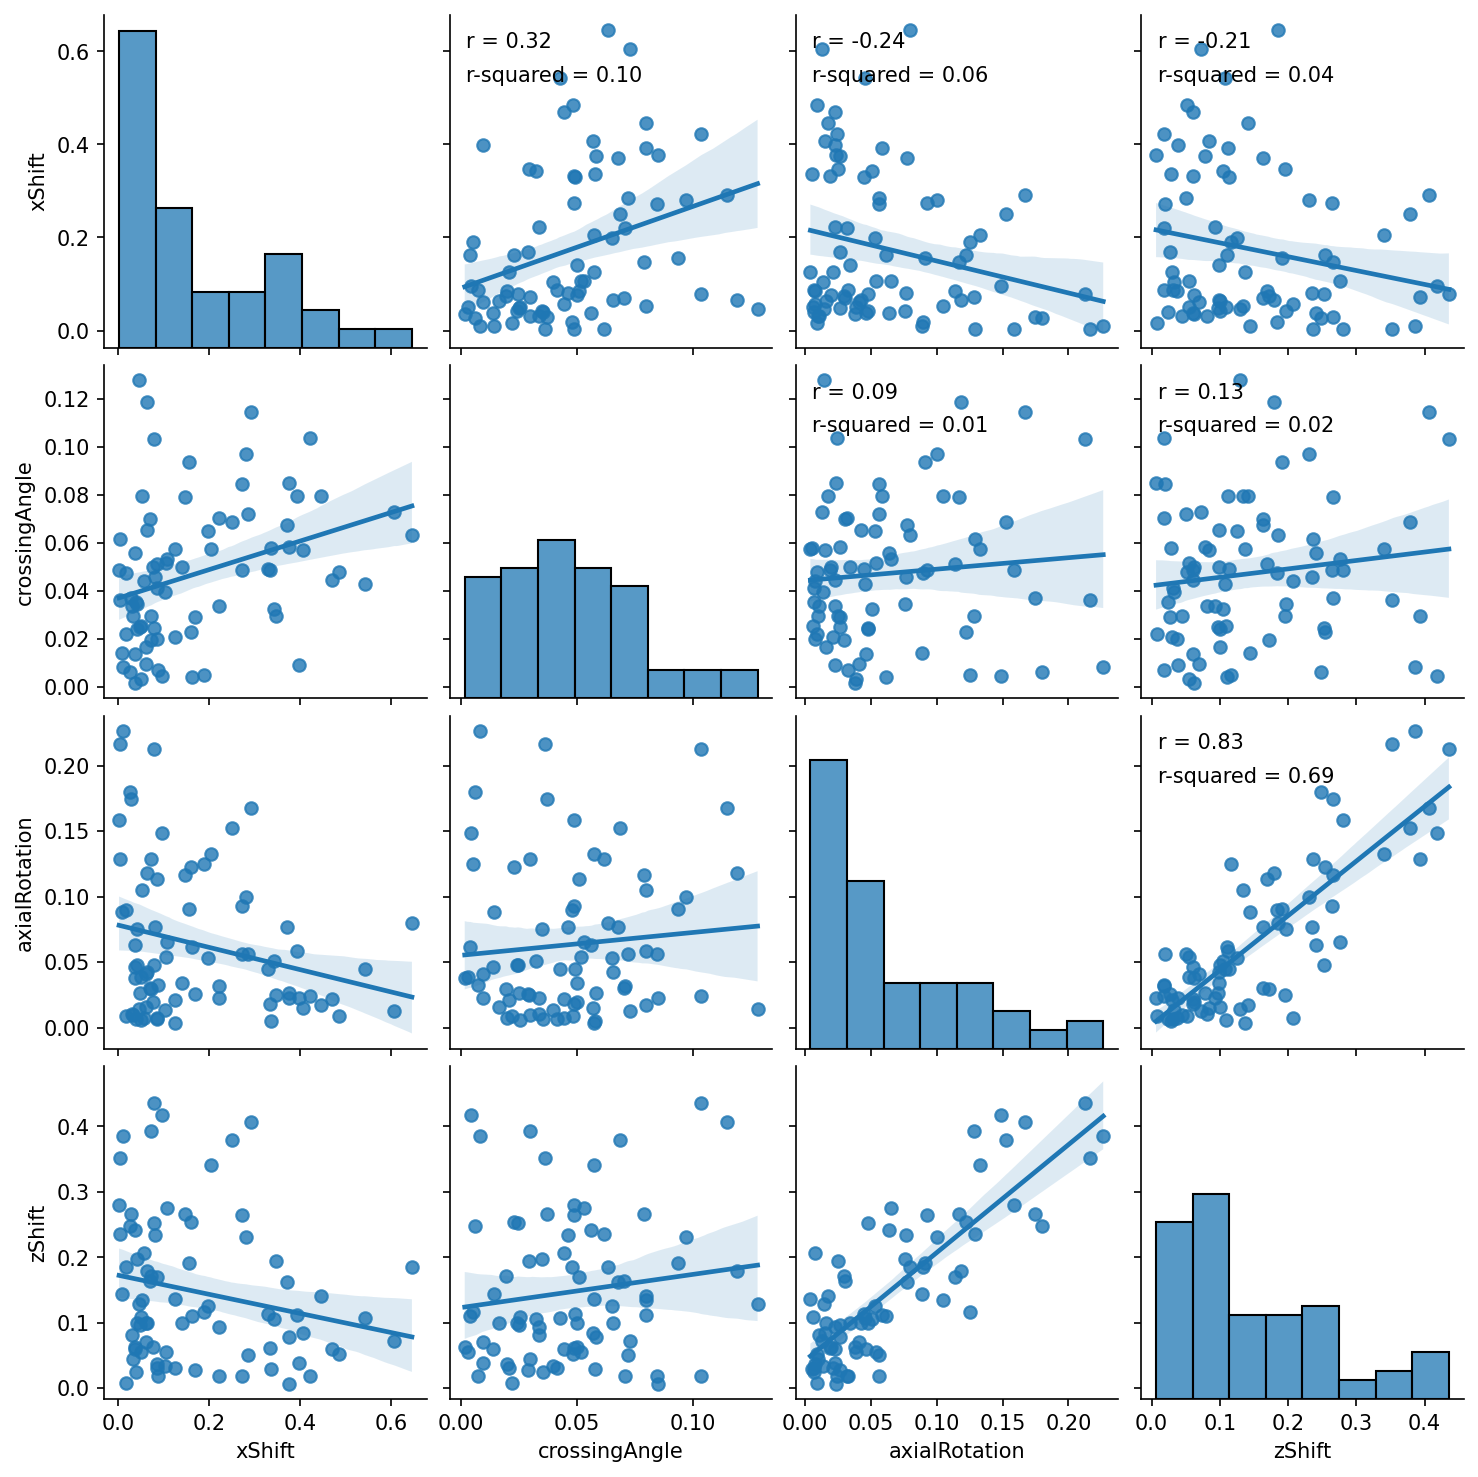 r = 0.32
r = -0.24
r = -0.21
r-squared = 0.10
r-squared = 0.06
r-squared = 0.04
0.6
0.4
0.2
0.0
xShift
r = 0.09
r = 0.13
r-squared = 0.01
r-squared = 0.02
0.12
0.10
0.08
0.06
0.04
0.02
0.00
crossingAngle
r = 0.83
r-squared = 0.69
0.20
0.15
0.10
0.05
0.00
axialRotation
0.4
0.3
0.2
0.1
0.0
zShift
0.0 0.2 0.4 0.6
0.00 0.05 0.10
0.00 0.05 0.10 0.15 0.20
0.0 0.1 0.2 0.3 0.4
xShift
crossingAngle
axialRotation
zShift